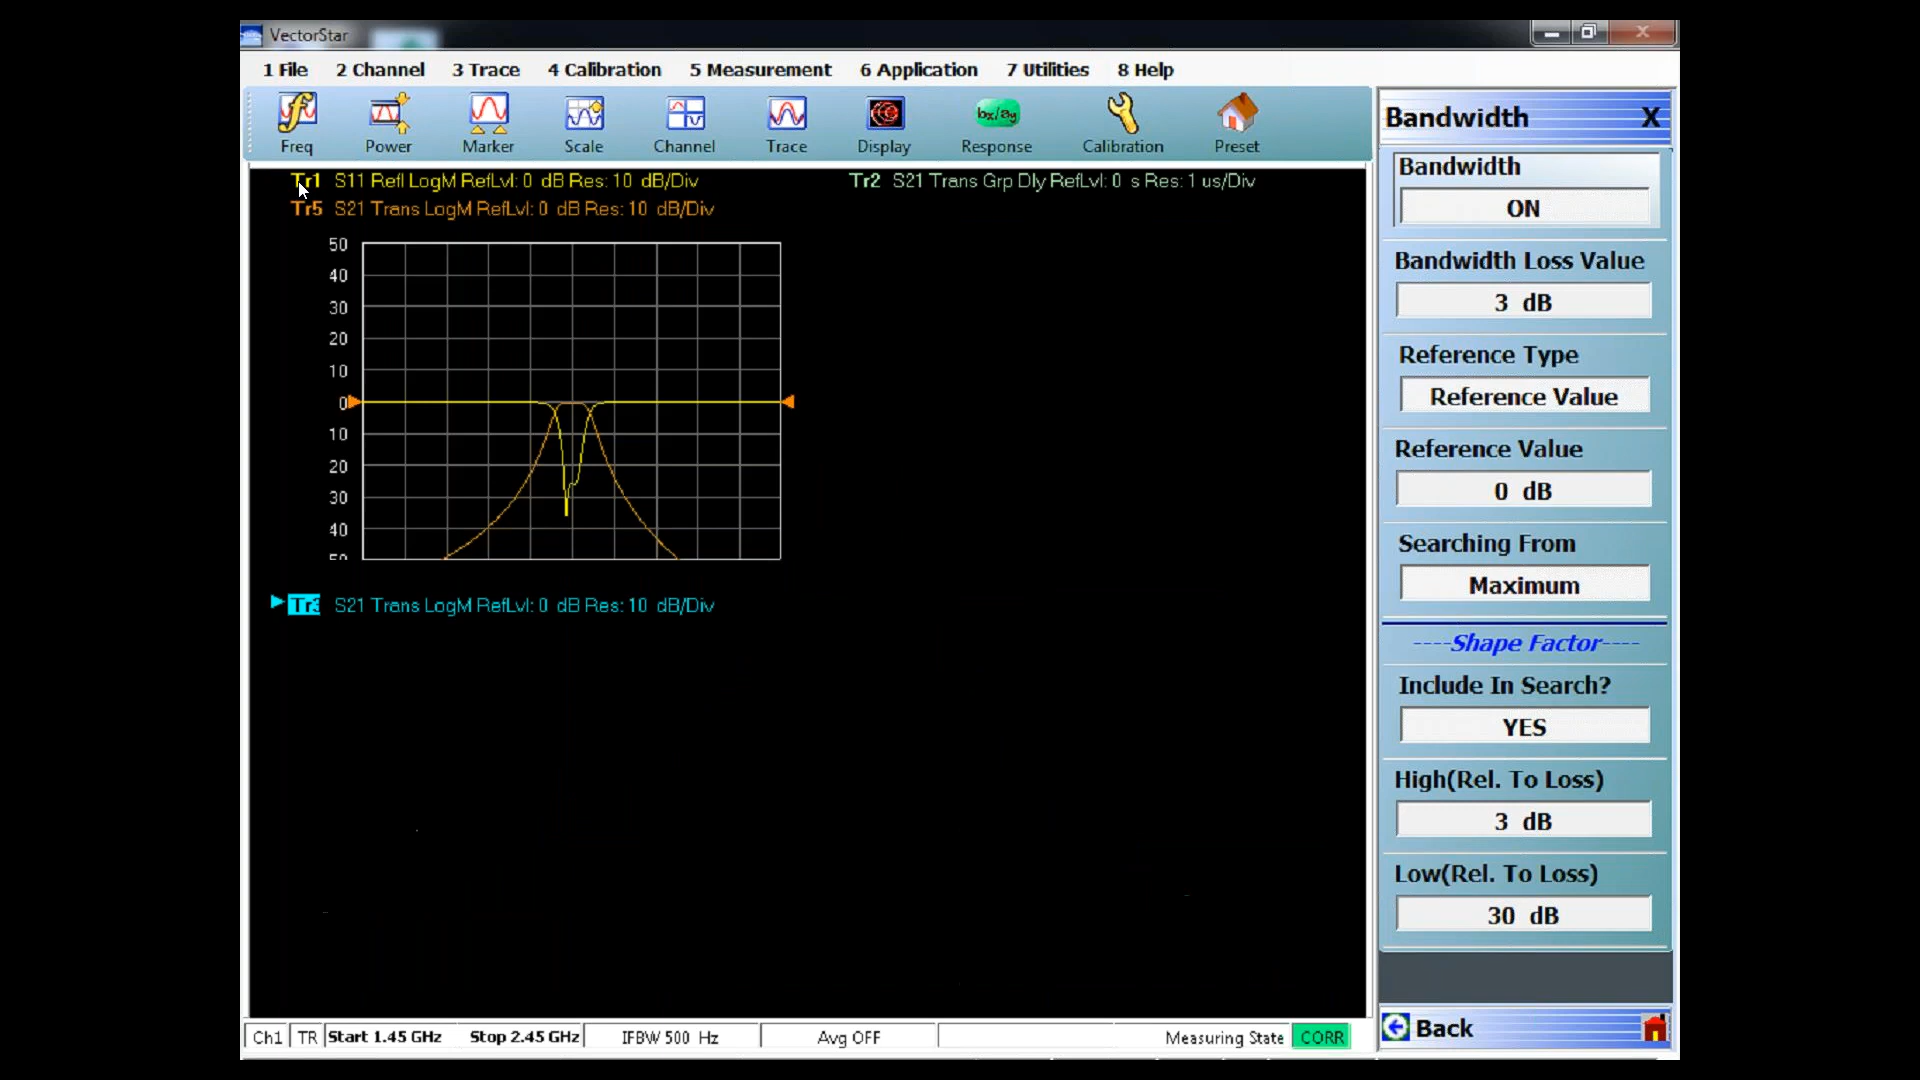 VectorStar
1 File 2 Channel 3 Trace 4 Calibration 5 Measurement 6 Application 7 Utilities 8 Help
Freq Power Marker Scale Channel Trace Display Response Calibration Preset
bx/ay
Tr1 S11 Refl LogM RefLvl: 0 dB Res: 10 dB/Div
Tr2 S21 Trans Grp Dly RefLvl: 0 s Res: 1 us/Div
Tr5 S21 Trans LogM RefLvl: 0 dB Res: 10 dB/Div
50
40
30
20
10
0
10
20
30
40
50
Tr3 S21 Trans LogM RefLvl: 0 dB Res: 10 dB/Div
Ch1 TR Start 1.45 GHz Stop 2.45 GHz IFBW 500 Hz Avg OFF Measuring State CORR
Bandwidth X
Bandwidth
ON
Bandwidth Loss Value
3 dB
Reference Type
Reference Value
Reference Value
0 dB
Searching From
Maximum
----Shape Factor----
Include In Search?
YES
High(Rel. To Loss)
3 dB
Low(Rel. To Loss)
30 dB
Back